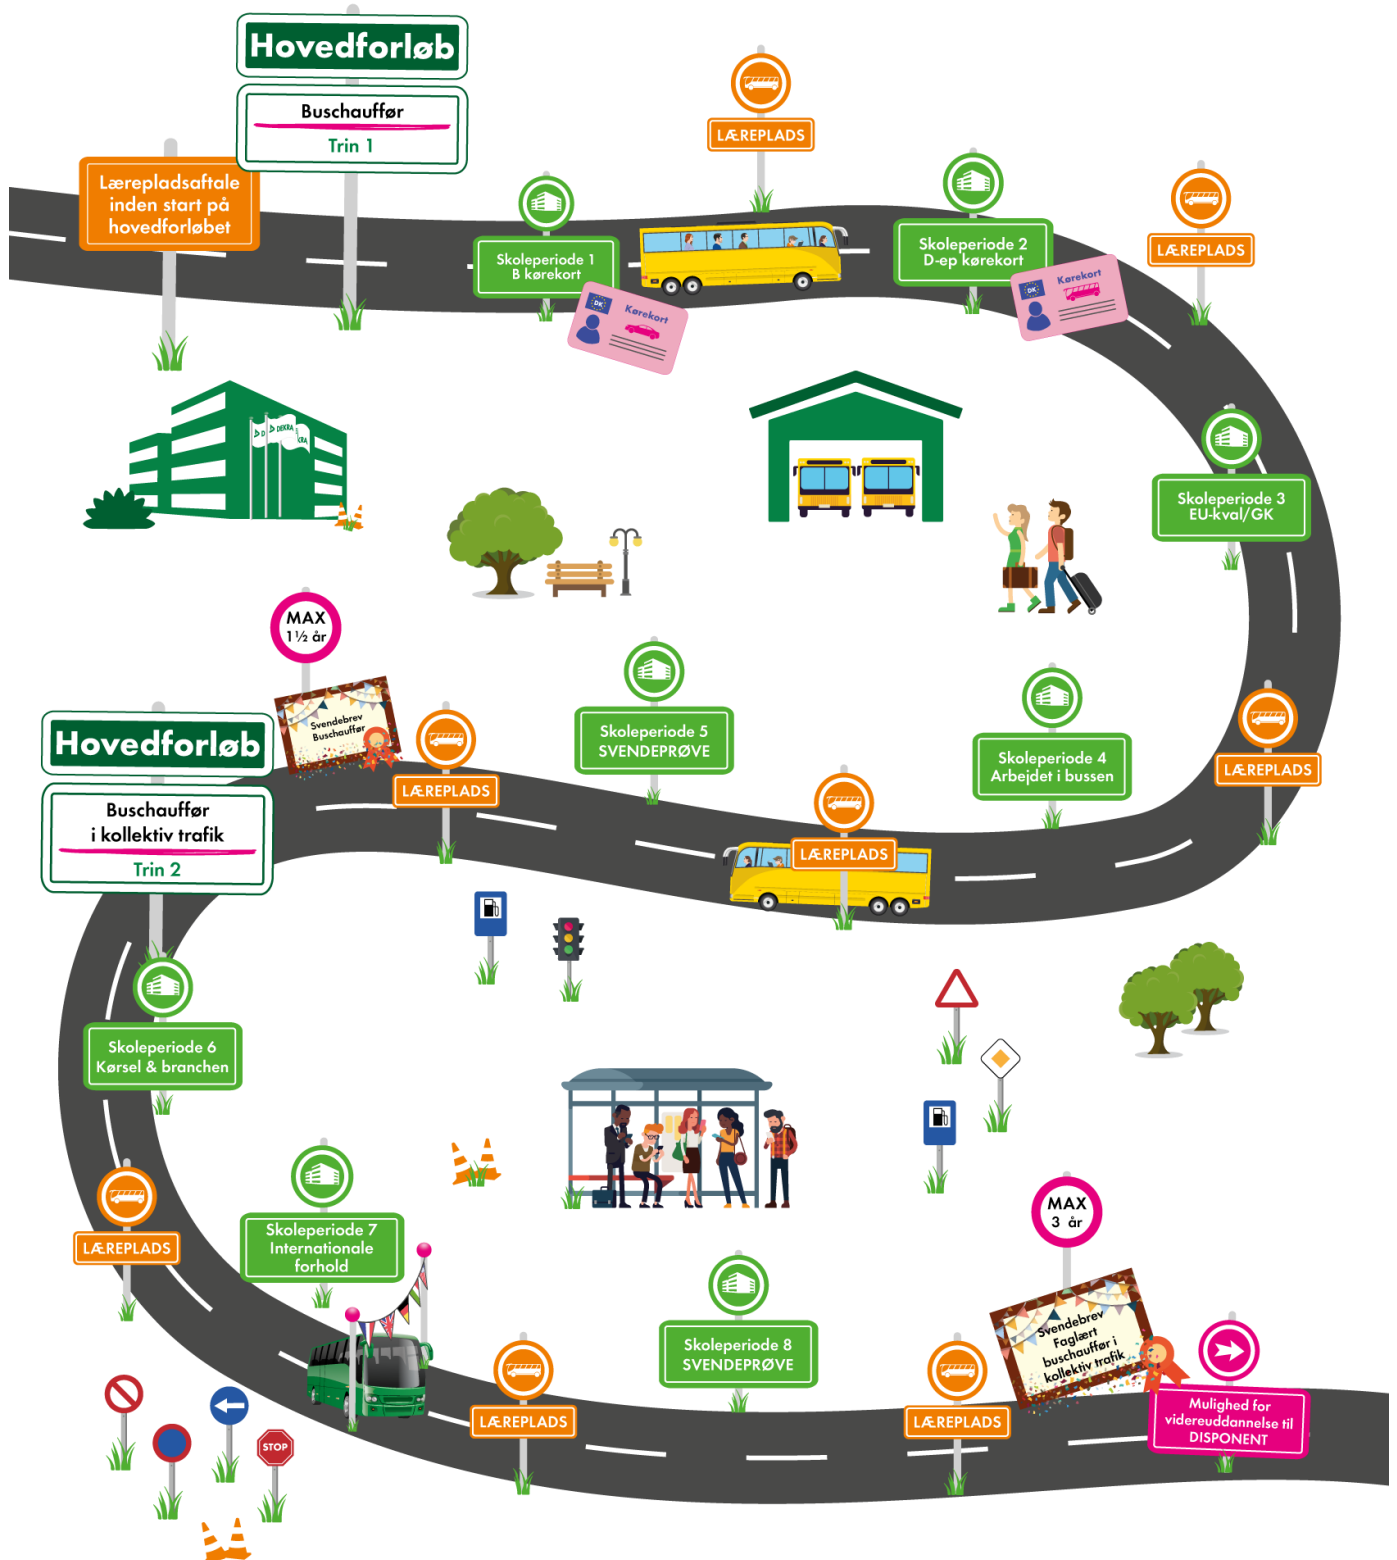 Hovedforløb
Buschauffør
Trin 1
Lærepladsaftale
inden start på
hovedforløbet
Skoleperiode 1
B kørekort
DK
Kørekort
LÆREPLADS
Skoleperiode 2
D-ep kørekort
DK
Kørekort
LÆREPLADS
DEKRA
Skoleperiode 3
EU-kval/GK
LÆREPLADS
Skoleperiode 4
Arbejdet i bussen
LÆREPLADS
Skoleperiode 5
SVENDEPRØVE
LÆREPLADS
MAX
1½ år
Svendebrev
Buschauffør
Hovedforløb
Buschauffør
i kollektiv trafik
Trin 2
Skoleperiode 6
Kørsel & branchen
LÆREPLADS
Skoleperiode 7
Internationale
forhold
LÆREPLADS
Skoleperiode 8
SVENDEPRØVE
LÆREPLADS
MAX
3 år
Svendebrev
Faglært
buschauffør i
kollektiv trafik
Mulighed for
videreuddannelse til
DISPONENT
STOP